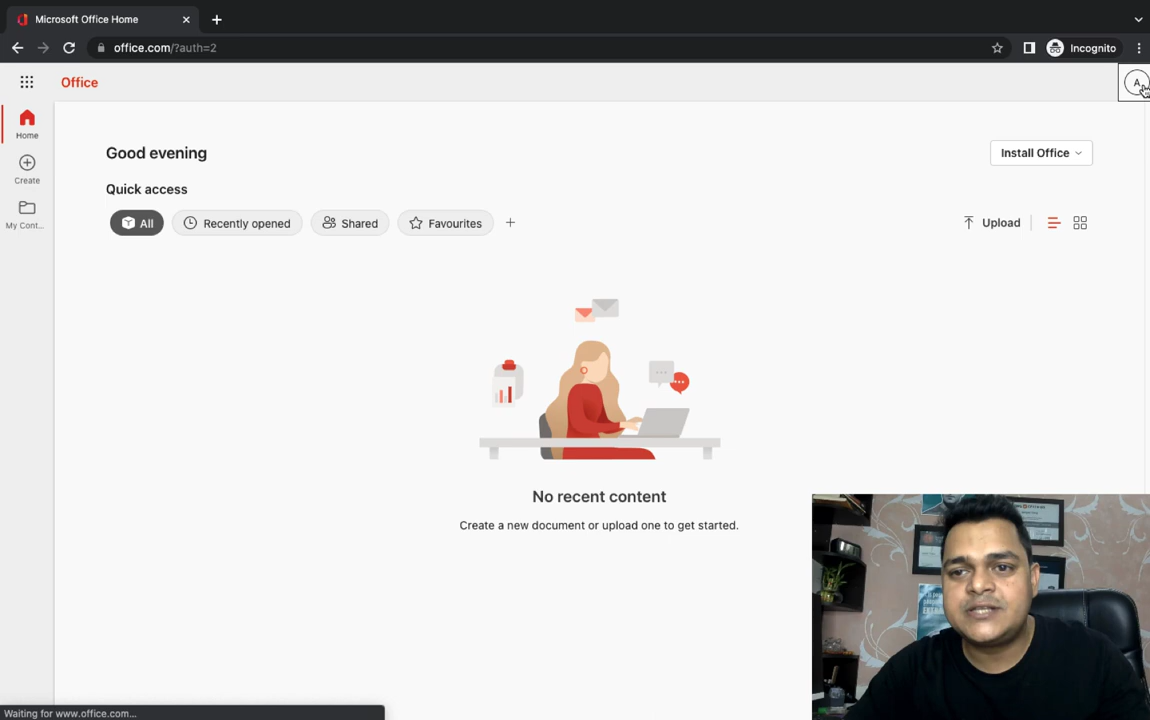 Microsoft Office Home
office.com/?auth=2
Incognito
Office
A
Home
Create
My Cont...
Good evening
Install Office
Quick access
All
Recently opened
Shared
Favourites
Upload
No recent content
Create a new document or upload one to get started.
Waiting for www.office.com...